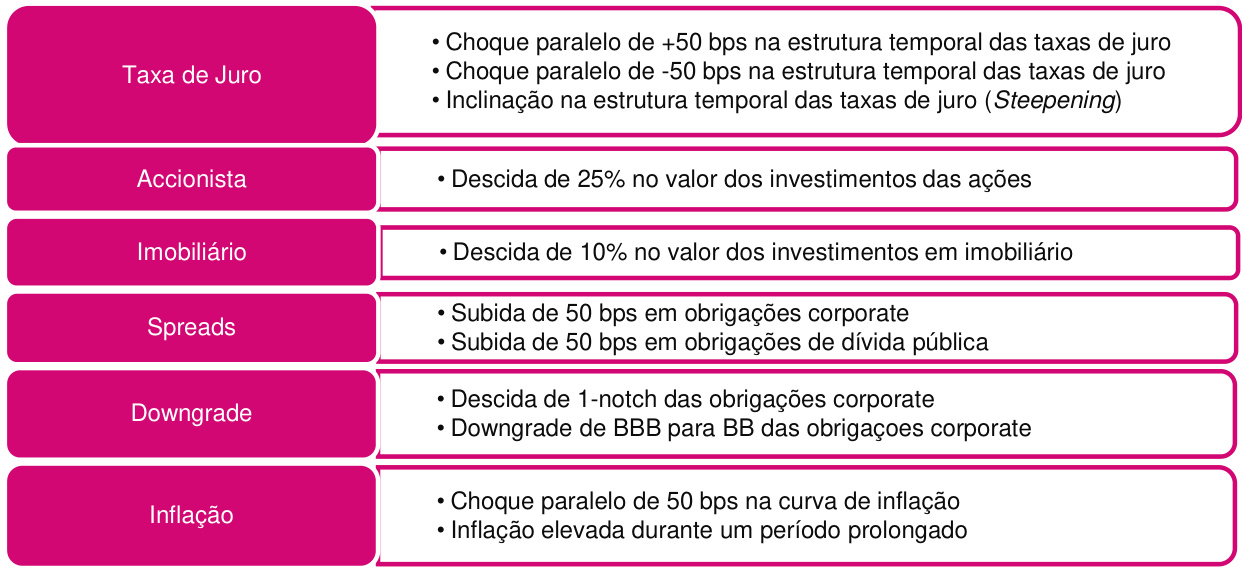 Taxa de Juro
• Choque paralelo de +50 bps na estrutura temporal das taxas de juro
• Choque paralelo de -50 bps na estrutura temporal das taxas de juro
• Inclinação na estrutura temporal das taxas de juro (Steepening)
Accionista
• Descida de 25% no valor dos investimentos das ações
Imobiliário
• Descida de 10% no valor dos investimentos em imobiliário
Spreads
• Subida de 50 bps em obrigações corporate
• Subida de 50 bps em obrigações de dívida pública
Downgrade
• Descida de 1-notch das obrigações corporate
• Downgrade de BBB para BB das obrigaçoes corporate
Inflação
• Choque paralelo de 50 bps na curva de inflação
• Inflação elevada durante um período prolongado